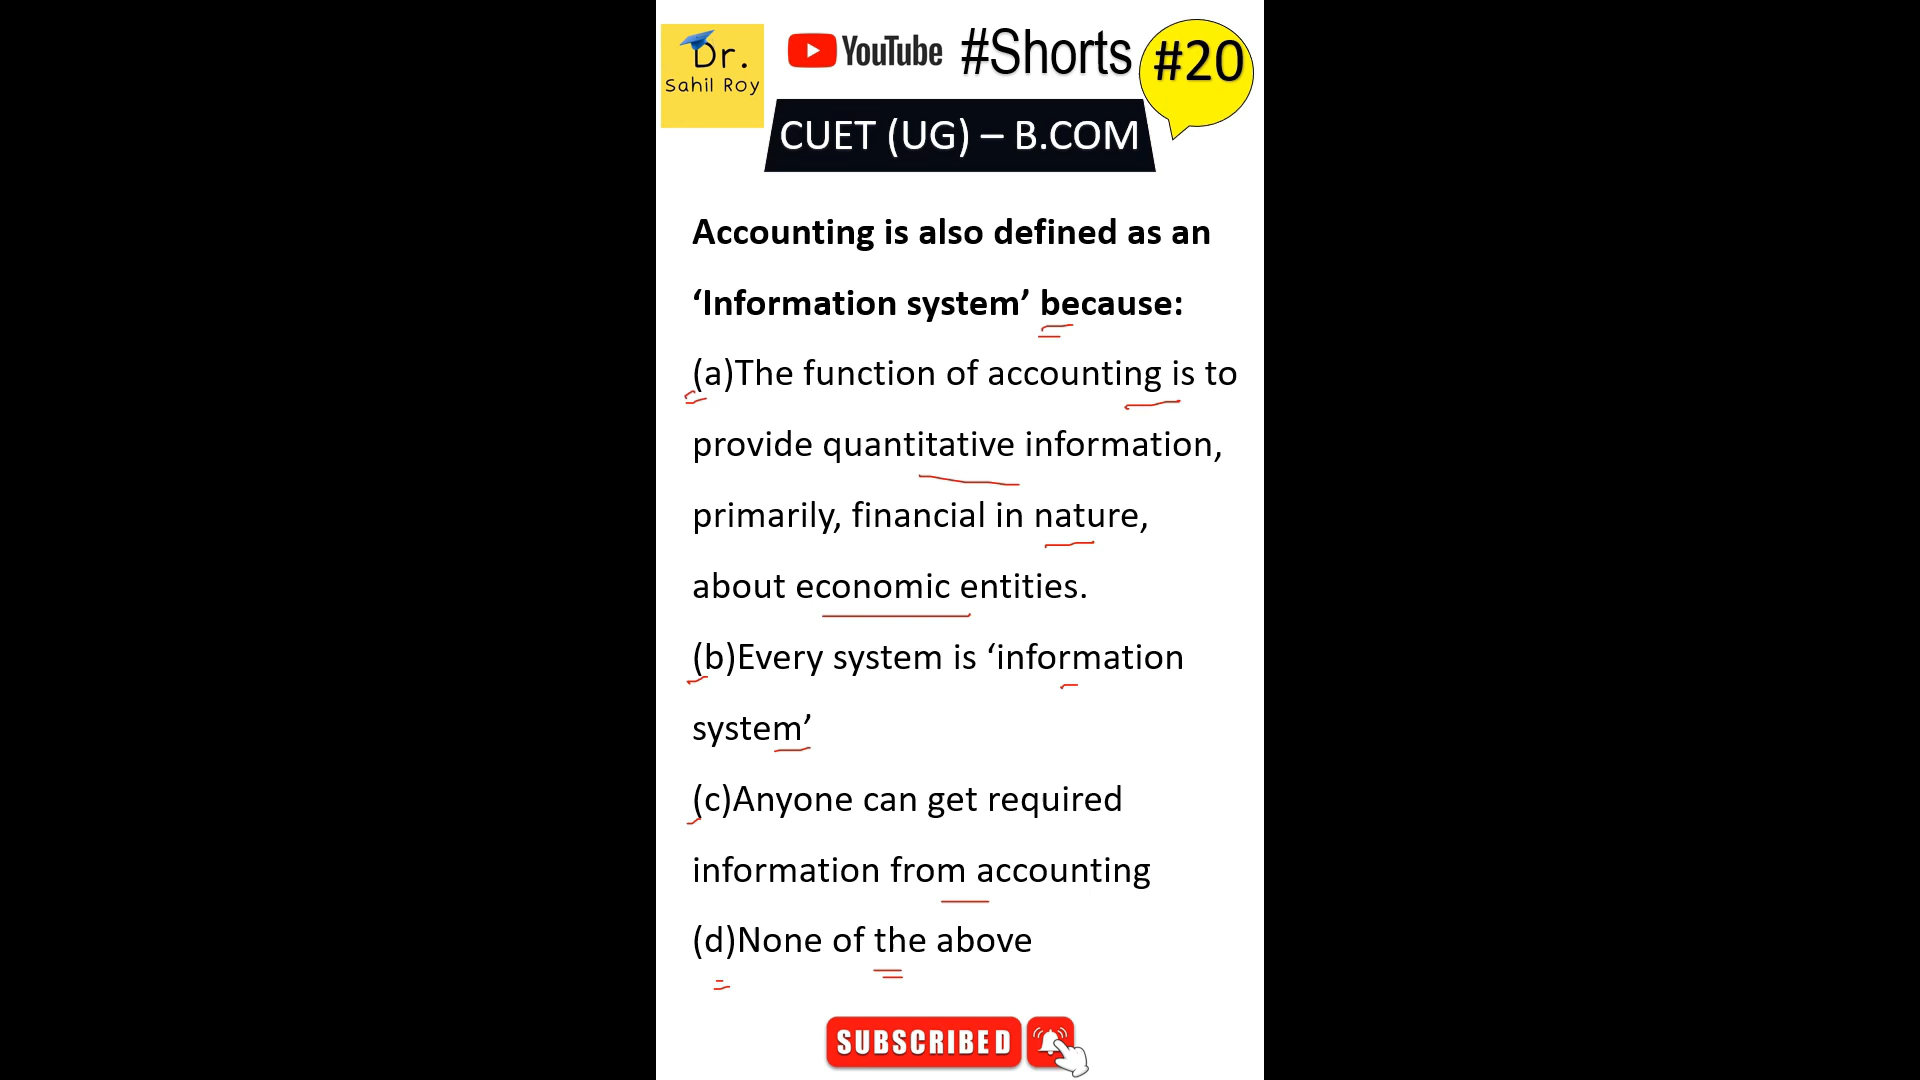 Dr.
Sahil Roy
YouTube #Shorts #20
CUET (UG) – B.COM
Accounting is also defined as an
‘Information system’ because:
(a)The function of accounting is to
provide quantitative information,
primarily, financial in nature,
about economic entities.
(b)Every system is ‘information
system’
(c)Anyone can get required
information from accounting
(d)None of the above
SUBSCRIBED